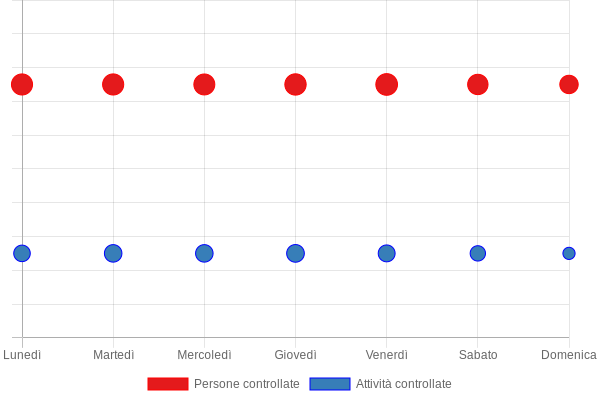 Lunedì Martedì Mercoledì Giovedì Venerdì Sabato Domenica
Persone controllate Attività controllate